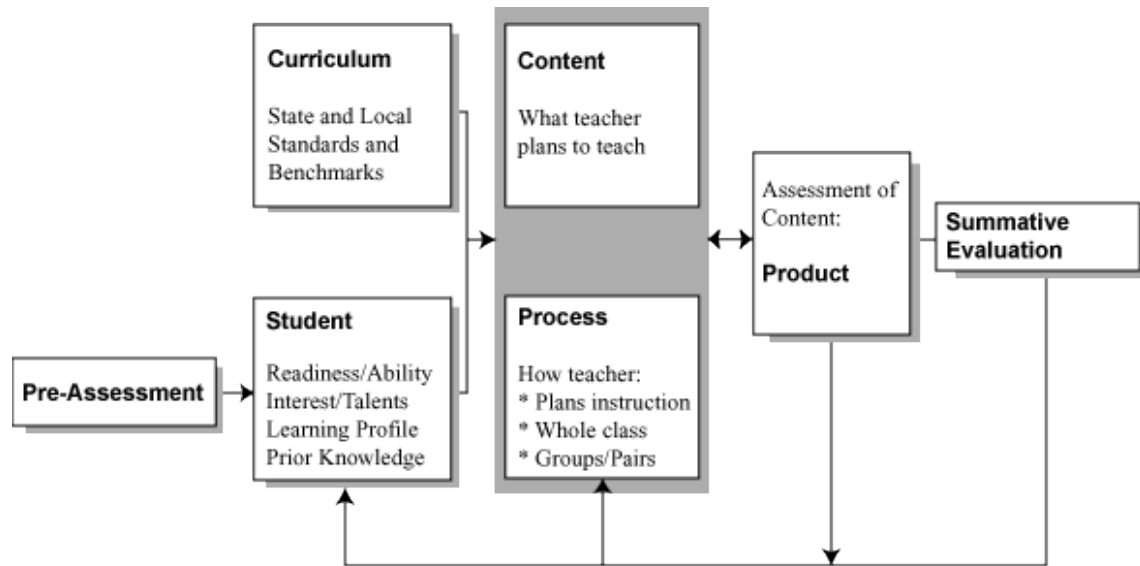 Curriculum
State and Local
Standards and
Benchmarks
Content
What teacher
plans to teach
Assessment of
Content:
Product
Summative
Evaluation
Pre-Assessment
Student
Readiness/Ability
Interest/Talents
Learning Profile
Prior Knowledge
Process
How teacher:
* Plans instruction
* Whole class
* Groups/Pairs